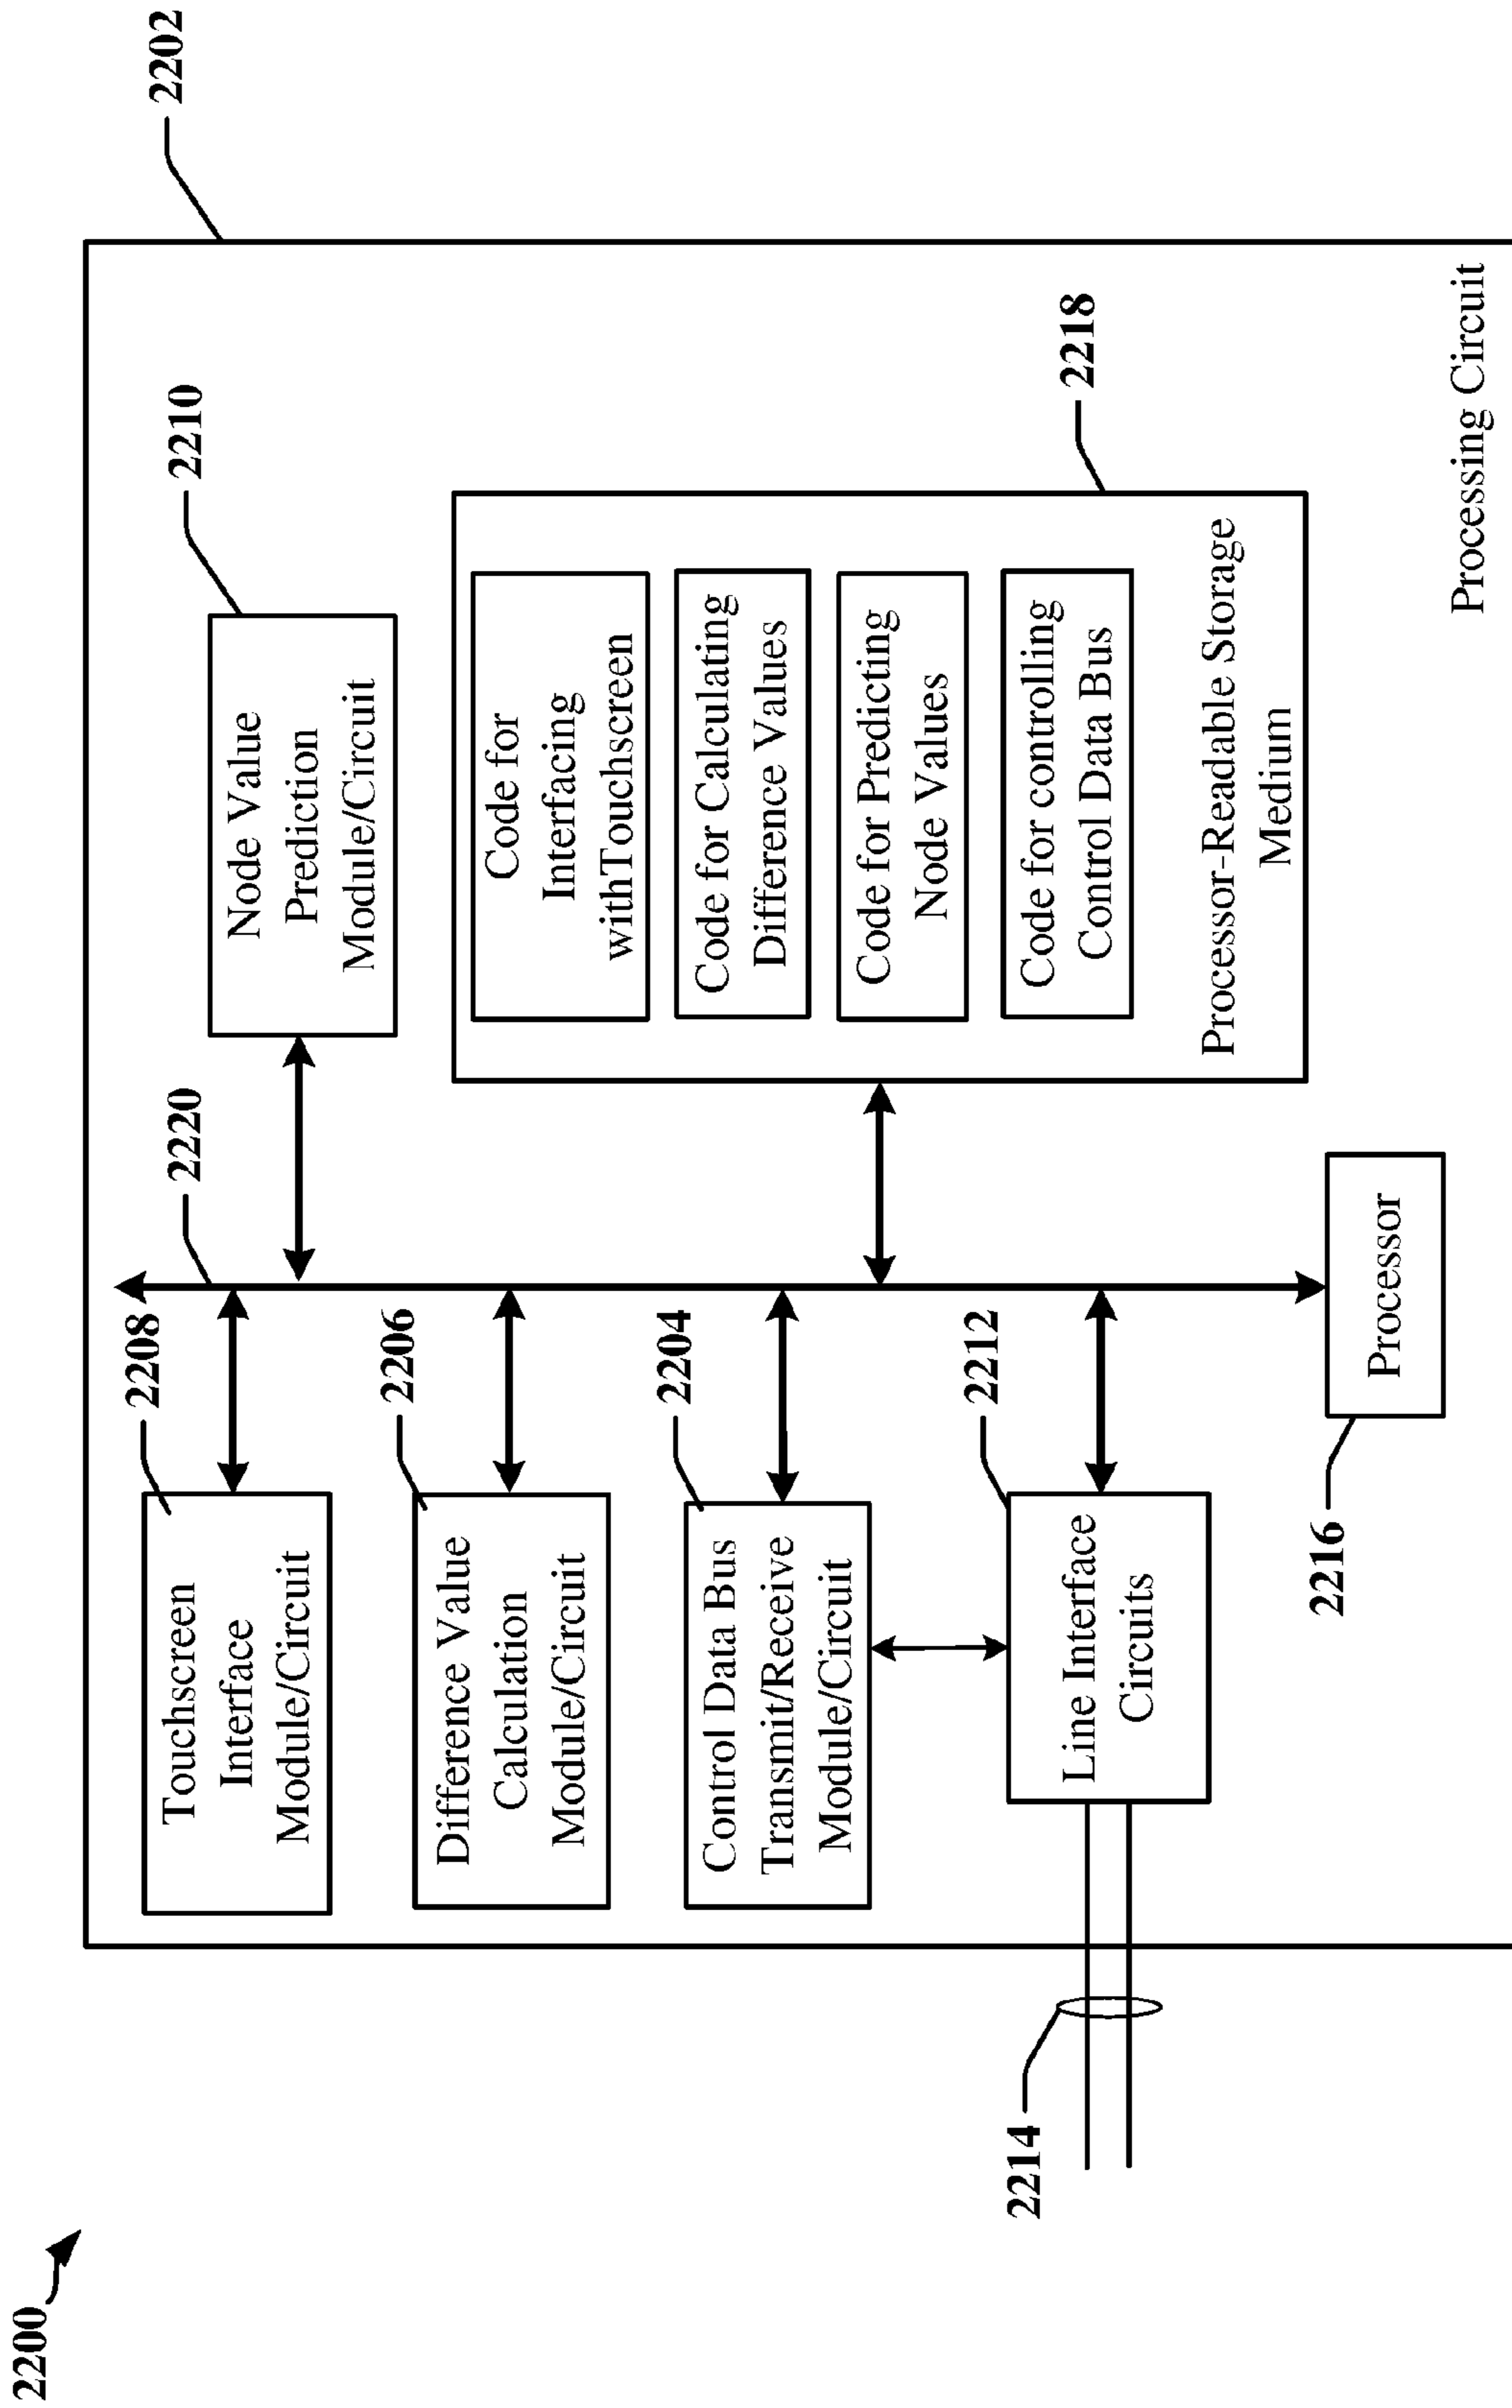 2200
2202
2208
Touchscreen
Interface
Module/Circuit
2220
2210
Node Value
Prediction
Module/Circuit
2206
Difference Value
Calculation
Module/Circuit
2204
Control Data Bus
Transmit/Receive
Module/Circuit
2212
Line Interface
Circuits
2214
2218
Code for
Interfacing
withTouchscreen
Code for Calculating
Difference Values
Code for Predicting
Node Values
Code for controlling
Control Data Bus
Processor-Readable Storage
Medium
2216
Processor
Processing Circuit